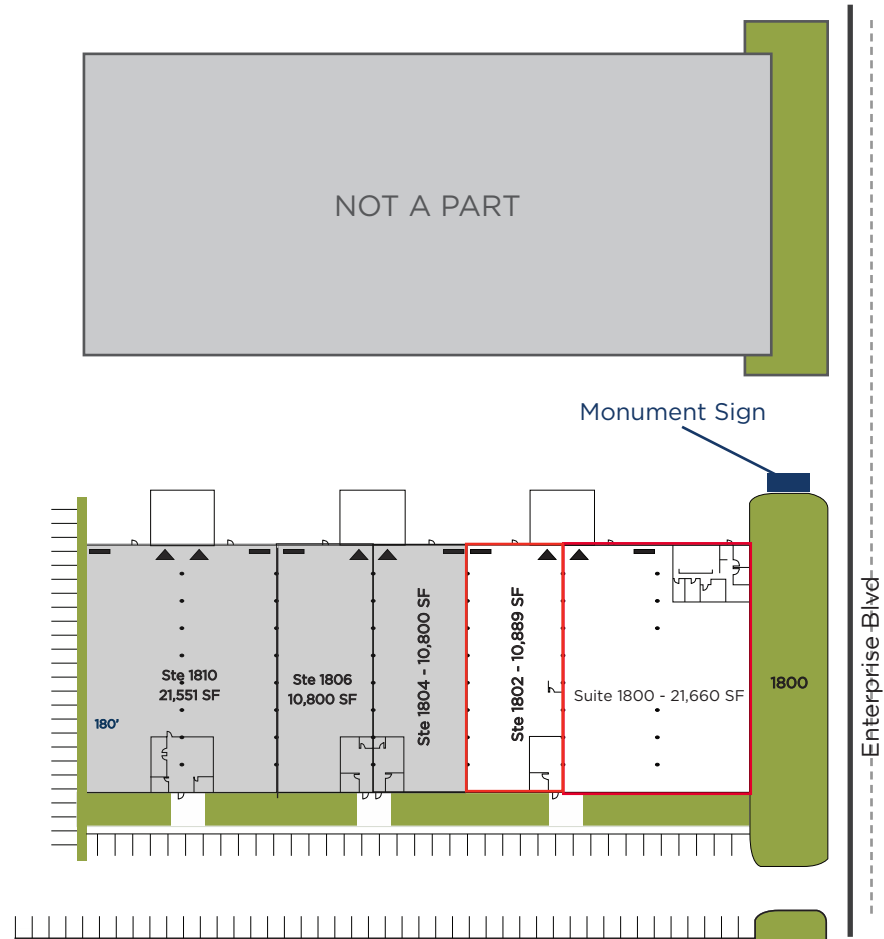 NOT A PART
Monument Sign
Ste 1810
21,551 SF
180'
Ste 1806
10,800 SF
Ste 1804 - 10,800 SF
Ste 1802 - 10,889 SF
Suite 1800 - 21,660 SF
1800
Enterprise Blvd